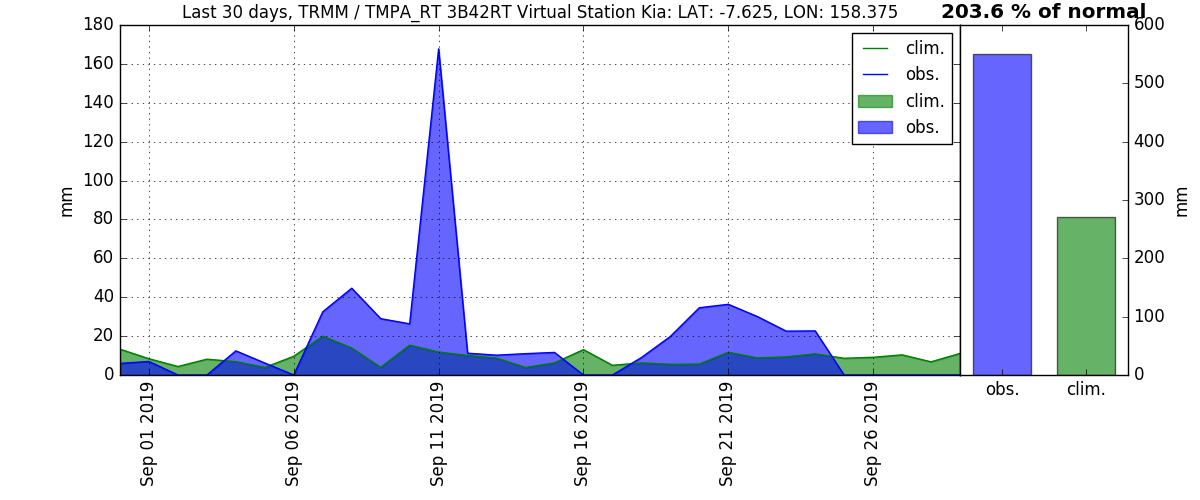 Last 30 days, TRMM / TMPA_RT 3B42RT Virtual Station Kia: LAT: -7.625, LON: 158.375
203.6 % of normal
180
160
140
120
100
80
60
40
20
0
mm
clim.
obs.
clim.
obs.
Sep 01 2019
Sep 06 2019
Sep 11 2019
Sep 16 2019
Sep 21 2019
Sep 26 2019
600
500
400
300
200
100
0
mm
obs.
clim.